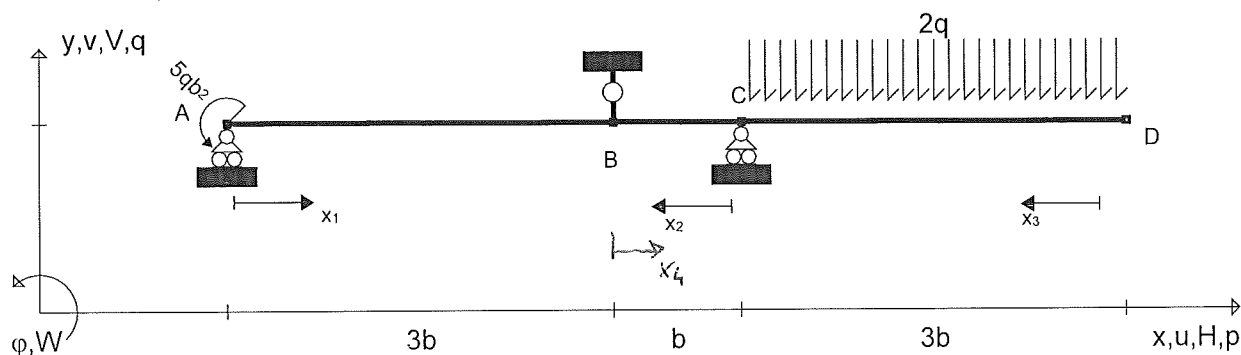 y,v,V,q
2q
5qb2
A
C
B
D
x1
x2
x3
x4
φ,W
3b
b
3b
x,u,H,p